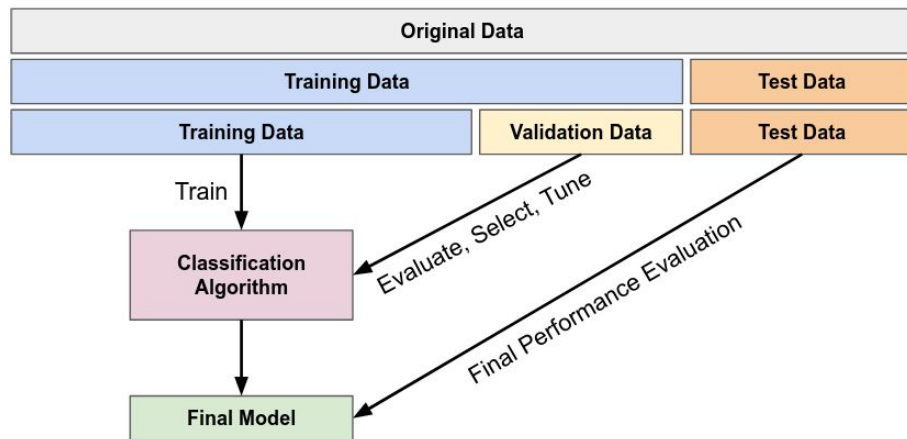 Original Data
Training Data
Test Data
Training Data
Validation Data
Test Data
Train
Evaluate, Select, Tune
Classification
Algorithm
Final Performance Evaluation
Final Model